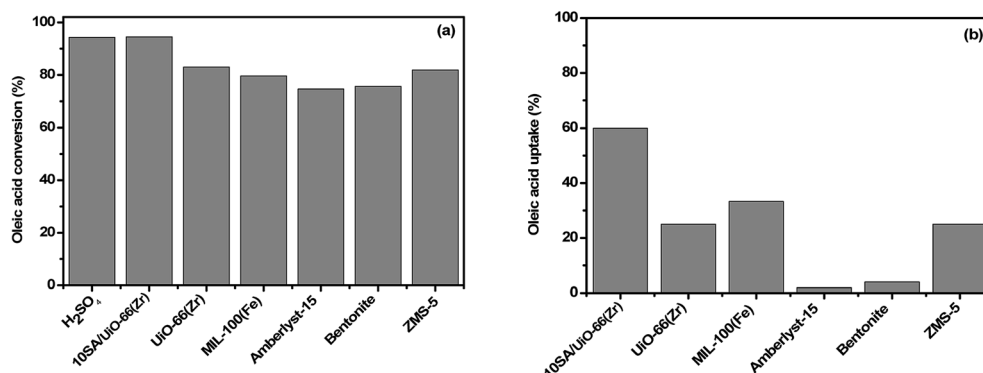 (a)
Oleic acid conversion (%)
100
80
60
40
20
0
H₂SO₄
10SA/UiO-66(Zr)
UiO-66(Zr)
MIL-100(Fe)
Amberlyst-15
Bentonite
ZMS-5
(b)
Oleic acid uptake (%)
100
80
60
40
20
0
10SA/UiO-66(Zr)
UiO-66(Zr)
MIL-100(Fe)
Amberlyst-15
Bentonite
ZMS-5